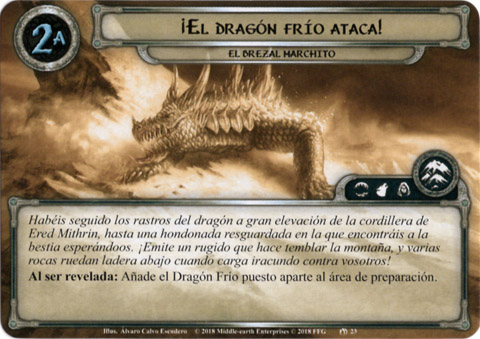 2A
¡El dragón frío ataca!
El Brezal Marchito
Habéis seguido los rastros del dragón a gran elevación de la cordillera de
Ered Mithrin, hasta una hondonada resguardada en la que encontráis a la
bestia esperándoos. ¡Emite un rugido que hace temblar la montaña, y varias
rocas ruedan ladera abajo cuando carga iracundo contra vosotros!
Al ser revelada: Añade el Dragón Frío puesto aparte al área de preparación.
Illus. Álvaro Calvo Escudero © 2018 Middle-earth Enterprises © 2018 FFG 23